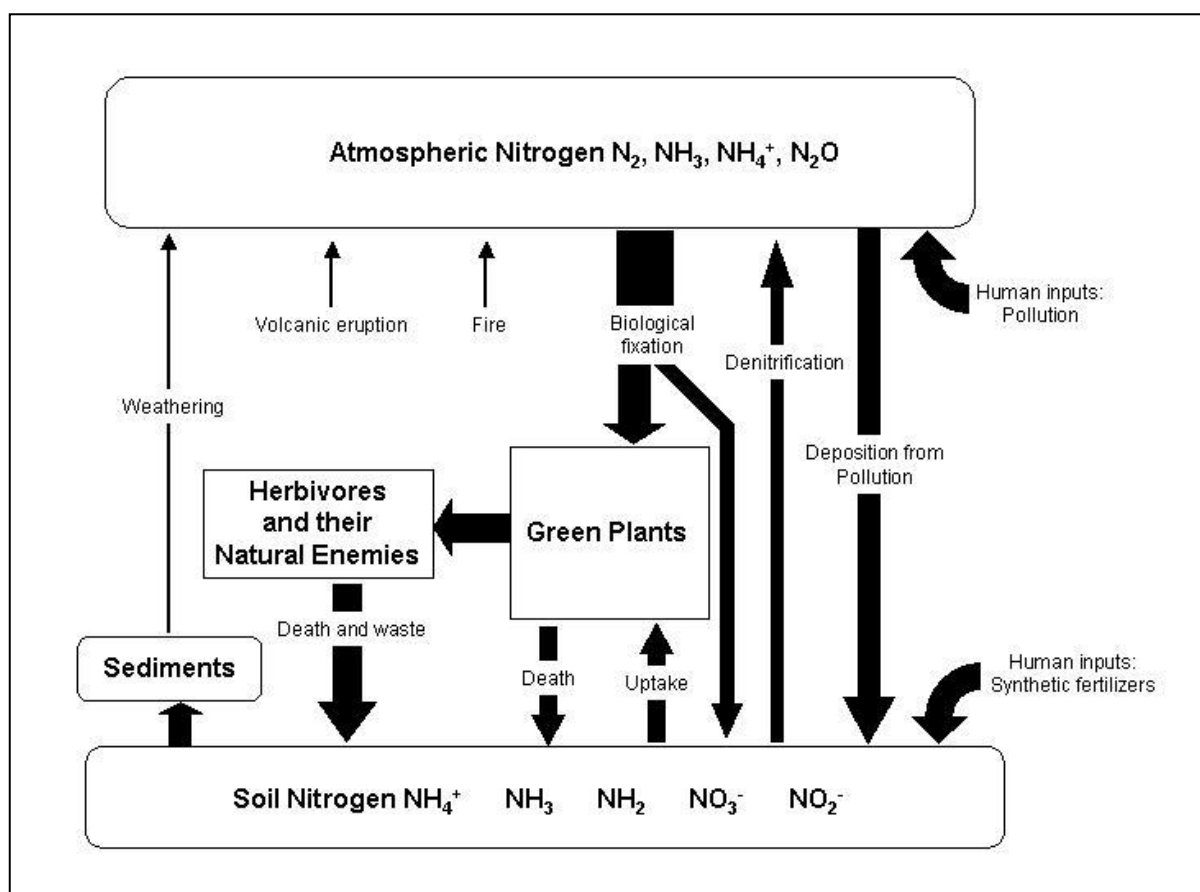 Atmospheric Nitrogen N₂, NH₃, NH₄⁺, N₂O
Human inputs:
Pollution
Volcanic eruption
Fire
Biological
fixation
Denitrification
Weathering
Deposition from
Pollution
Herbivores
and their
Natural Enemies
Green Plants
Death and waste
Sediments
Death
Uptake
Human inputs:
Synthetic fertilizers
Soil Nitrogen NH₄⁺ NH₃ NH₂ NO₃⁻ NO₂⁻